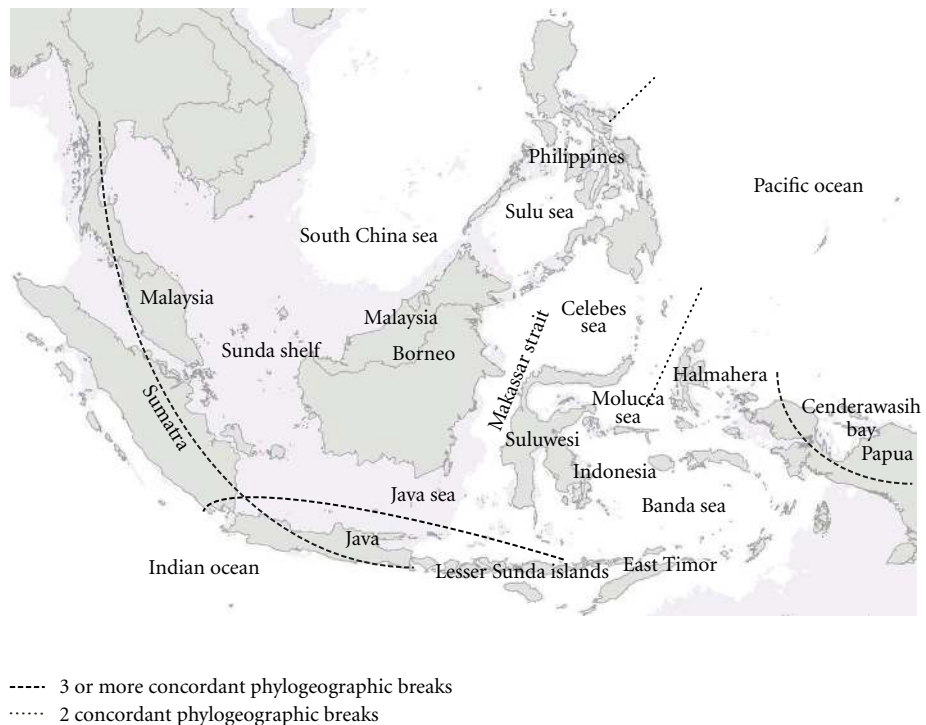 Philippines
Pacific ocean
Sulu sea
South China sea
Malaysia
Celebes
sea
Malaysia
Makassar strait
Sunda shelf
Borneo
Halmahera
Sumatra
Molucca
sea
Cenderawasih
bay
Suluwesi
Papua
Indonesia
Java sea
Banda sea
Java
Indian ocean
Lesser Sunda islands
East Timor
3 or more concordant phylogeographic breaks
2 concordant phylogeographic breaks